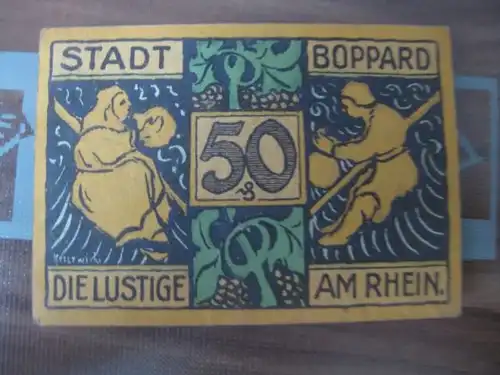 STADT BOPPARD
50
DIE LUSTIGE AM RHEIN.